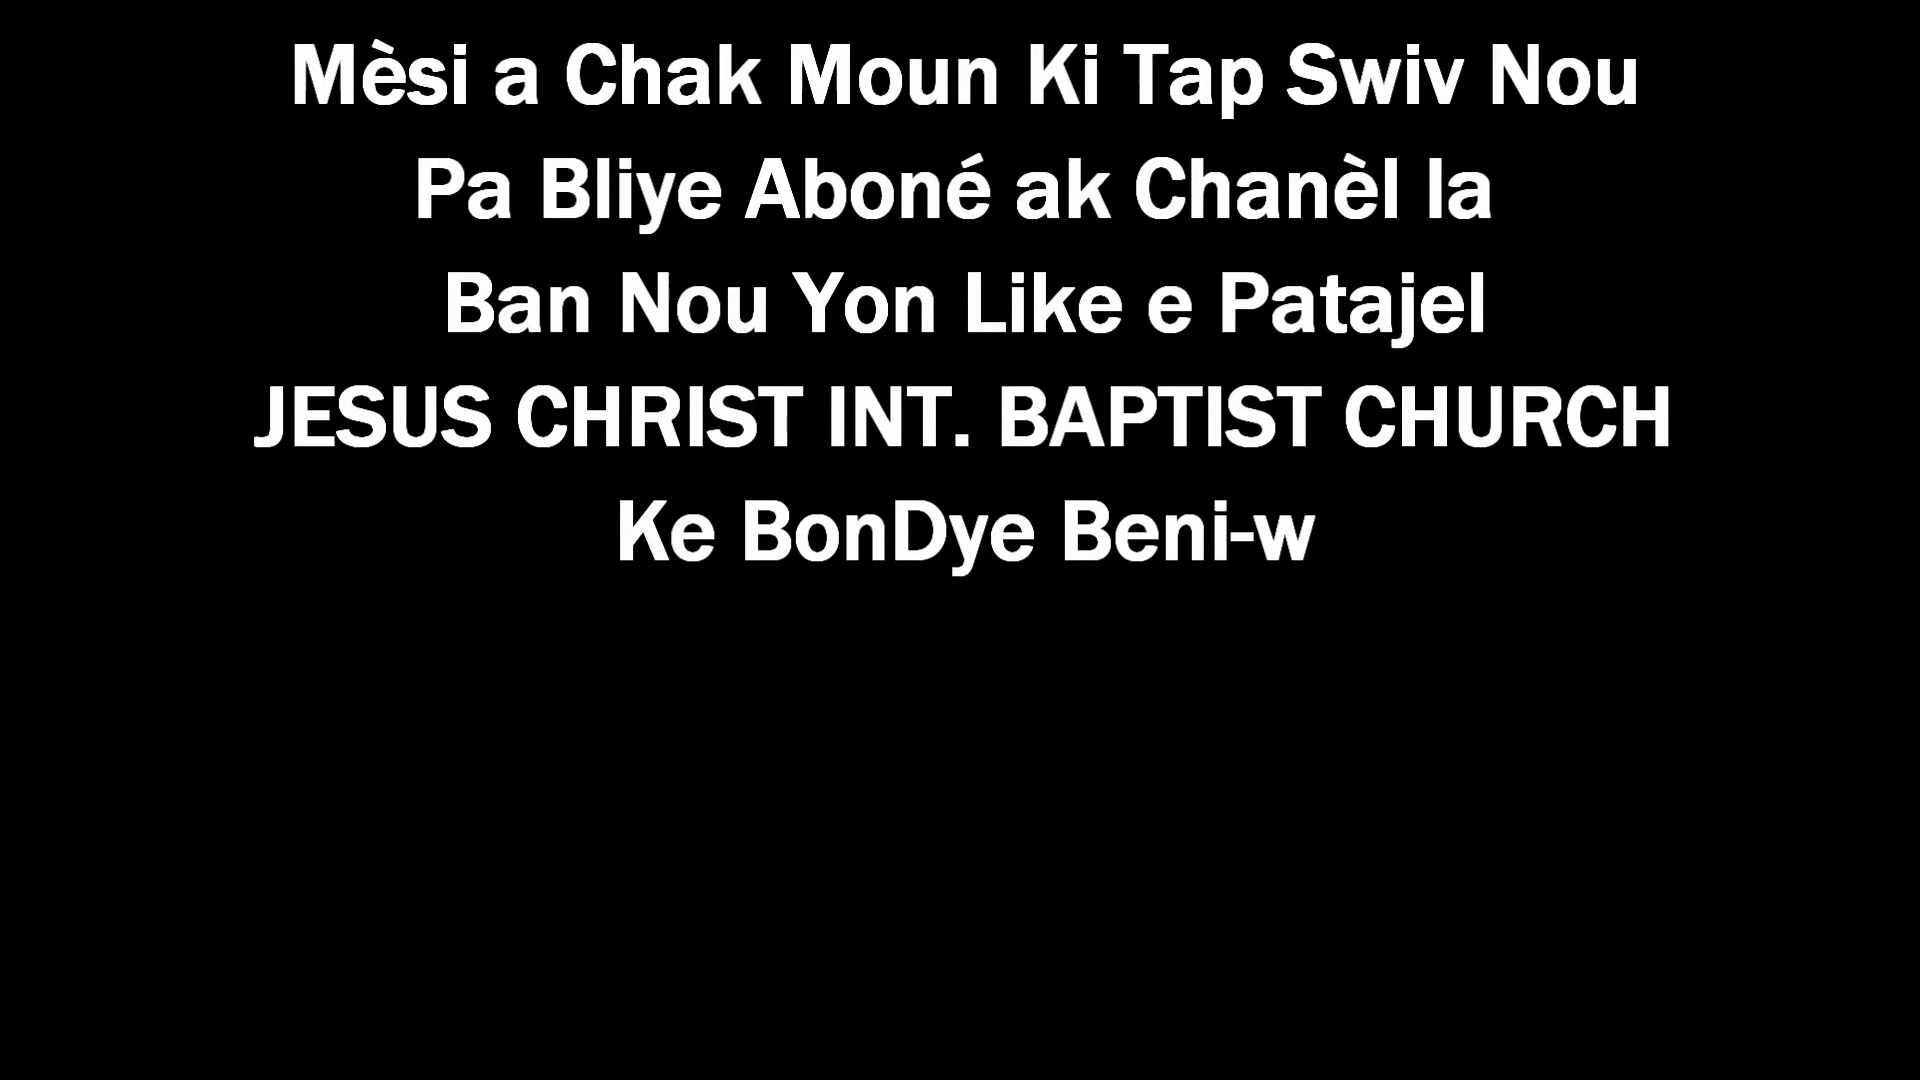 Mèsi a Chak Moun Ki Tap Swiv Nou
Pa Bliye Aboné ak Chanèl la
Ban Nou Yon Like e Patajel
JESUS CHRIST INT. BAPTIST CHURCH
Ke BonDye Beni-w